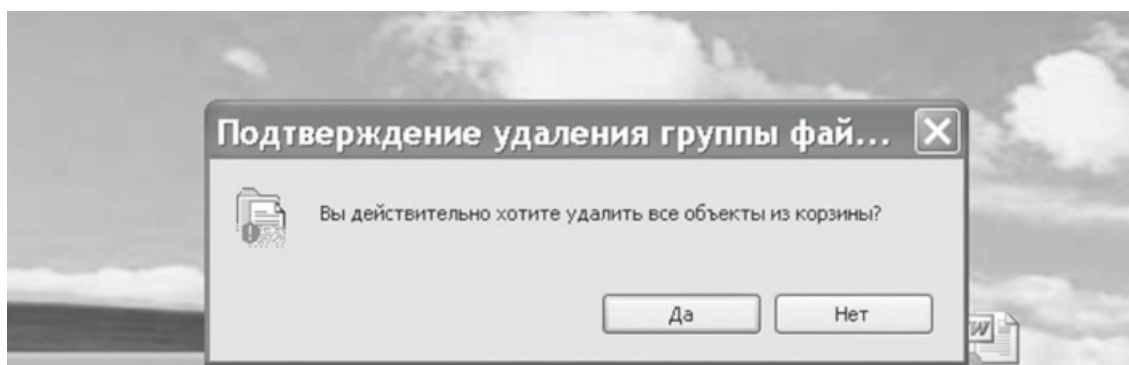 Подтверждение удаления группы фай...
Вы действительно хотите удалить все объекты из корзины?
Да
Нет
W